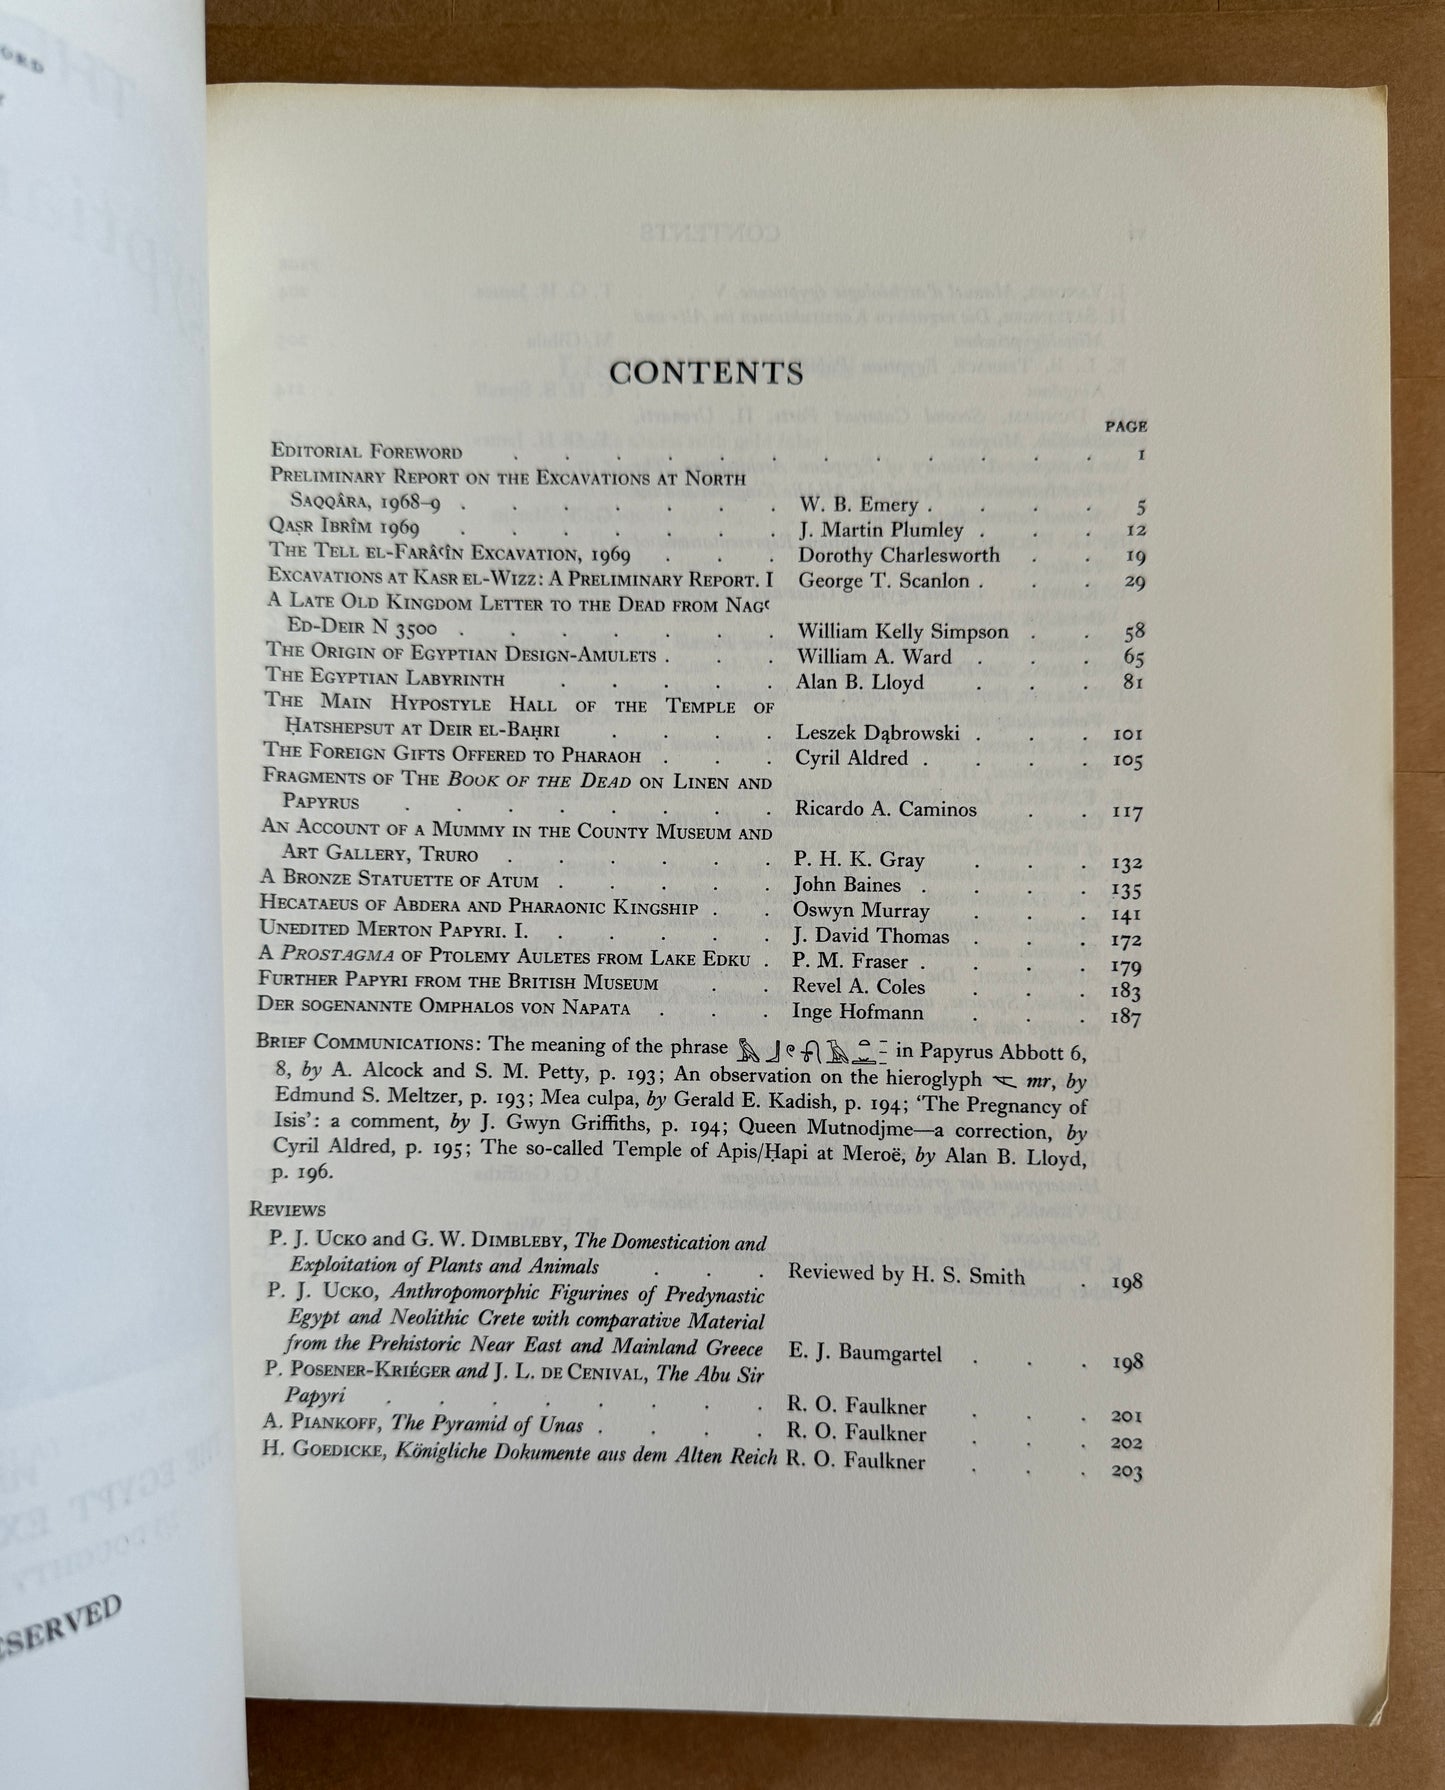 ORD
CONTENTS
PAGE
EDITORIAL FOREWORD . . . . . . . . . . . . 1
PRELIMINARY REPORT ON THE EXCAVATIONS AT NORTH
SAQQÂRA, 1968–9 . . . . . . . W. B. Emery . . . . 5
QAṢR IBRÎM 1969 . . . . . . . J. Martin Plumley . . . 12
THE TELL EL-FARÂʿÎN EXCAVATION, 1969 . . . Dorothy Charlesworth . . 19
EXCAVATIONS AT KASR EL-WIZZ: A PRELIMINARY REPORT. I George T. Scanlon . . . 29
A LATE OLD KINGDOM LETTER TO THE DEAD FROM NAGʿ
ED-DEIR N 3500 . . . . . . . William Kelly Simpson . . 58
THE ORIGIN OF EGYPTIAN DESIGN-AMULETS . . . William A. Ward . . . 65
THE EGYPTIAN LABYRINTH . . . . . Alan B. Lloyd . . . 81
THE MAIN HYPOSTYLE HALL OF THE TEMPLE OF
ḤATSHEPSUT AT DEIR EL-BAḤRI . . . . Leszek Dąbrowski . . . 101
THE FOREIGN GIFTS OFFERED TO PHARAOH . . . Cyril Aldred . . . . 105
FRAGMENTS OF THE BOOK OF THE DEAD ON LINEN AND
PAPYRUS . . . . . . . . Ricardo A. Caminos . . 117
AN ACCOUNT OF A MUMMY IN THE COUNTY MUSEUM AND
ART GALLERY, TRURO . . . . . . P. H. K. Gray . . . 132
A BRONZE STATUETTE OF ATUM . . . . . John Baines . . . . 135
HECATAEUS OF ABDERA AND PHARAONIC KINGSHIP . . Oswyn Murray . . . 141
UNEDITED MERTON PAPYRI. I. . . . . . J. David Thomas . . . 172
A PROSTAGMA OF PTOLEMY AULETES FROM LAKE EDKU . P. M. Fraser . . . . 179
FURTHER PAPYRI FROM THE BRITISH MUSEUM . . Revel A. Coles . . . 183
DER SOGENANNTE OMPHALOS VON NAPATA . . . Inge Hofmann . . . 187
BRIEF COMMUNICATIONS: The meaning of the phrase in Papyrus Abbott 6,
8, by A. Alcock and S. M. Petty, p. 193; An observation on the hieroglyph mr, by
Edmund S. Meltzer, p. 193; Mea culpa, by Gerald E. Kadish, p. 194; ‘The Pregnancy of
Isis’: a comment, by J. Gwyn Griffiths, p. 194; Queen Mutnodjme—a correction, by
Cyril Aldred, p. 195; The so-called Temple of Apis/Ḥapi at Meroë, by Alan B. Lloyd,
p. 196.
REVIEWS
P. J. UCKO and G. W. DIMBLEBY, The Domestication and
Exploitation of Plants and Animals . . . Reviewed by H. S. Smith . 198
P. J. UCKO, Anthropomorphic Figurines of Predynastic
Egypt and Neolithic Crete with comparative Material
from the Prehistoric Near East and Mainland Greece E. J. Baumgartel . . . 198
P. POSENER-KRIÉGER and J. L. DE CENIVAL, The Abu Sir
Papyri . . . . . . . . R. O. Faulkner . . . 201
A. PIANKOFF, The Pyramid of Unas . . . . R. O. Faulkner . . . 202
H. GOEDICKE, Königliche Dokumente aus dem Alten Reich R. O. Faulkner . . . 203
ESERVED